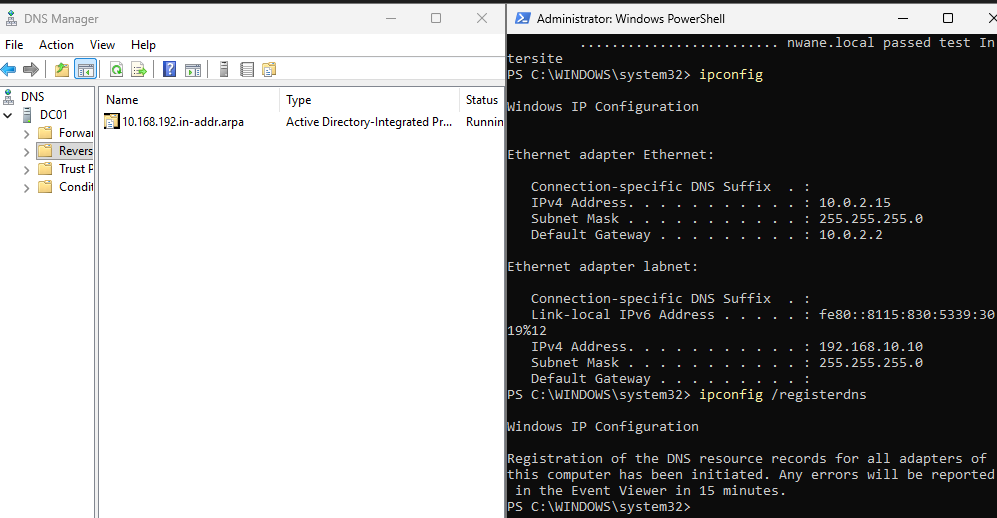 DNS Manager
File Action View Help
DNS
DC01
Forwar
Revers
Trust P
Condit
Name Type Status
10.168.192.in-addr.arpa Active Directory-Integrated Pr... Runnin
Administrator: Windows PowerShell
......................... nwane.local passed test In
tersite
PS C:\WINDOWS\system32> ipconfig
Windows IP Configuration
Ethernet adapter Ethernet:
Connection-specific DNS Suffix . :
IPv4 Address. . . . . . . . . . . : 10.0.2.15
Subnet Mask . . . . . . . . . . . : 255.255.255.0
Default Gateway . . . . . . . . . : 10.0.2.2
Ethernet adapter labnet:
Connection-specific DNS Suffix . :
Link-local IPv6 Address . . . . . : fe80::8115:830:5339:30
19%12
IPv4 Address. . . . . . . . . . . : 192.168.10.10
Subnet Mask . . . . . . . . . . . : 255.255.255.0
Default Gateway . . . . . . . . . :
PS C:\WINDOWS\system32> ipconfig /registerdns
Windows IP Configuration
Registration of the DNS resource records for all adapters of
this computer has been initiated. Any errors will be reported
in the Event Viewer in 15 minutes.
PS C:\WINDOWS\system32>